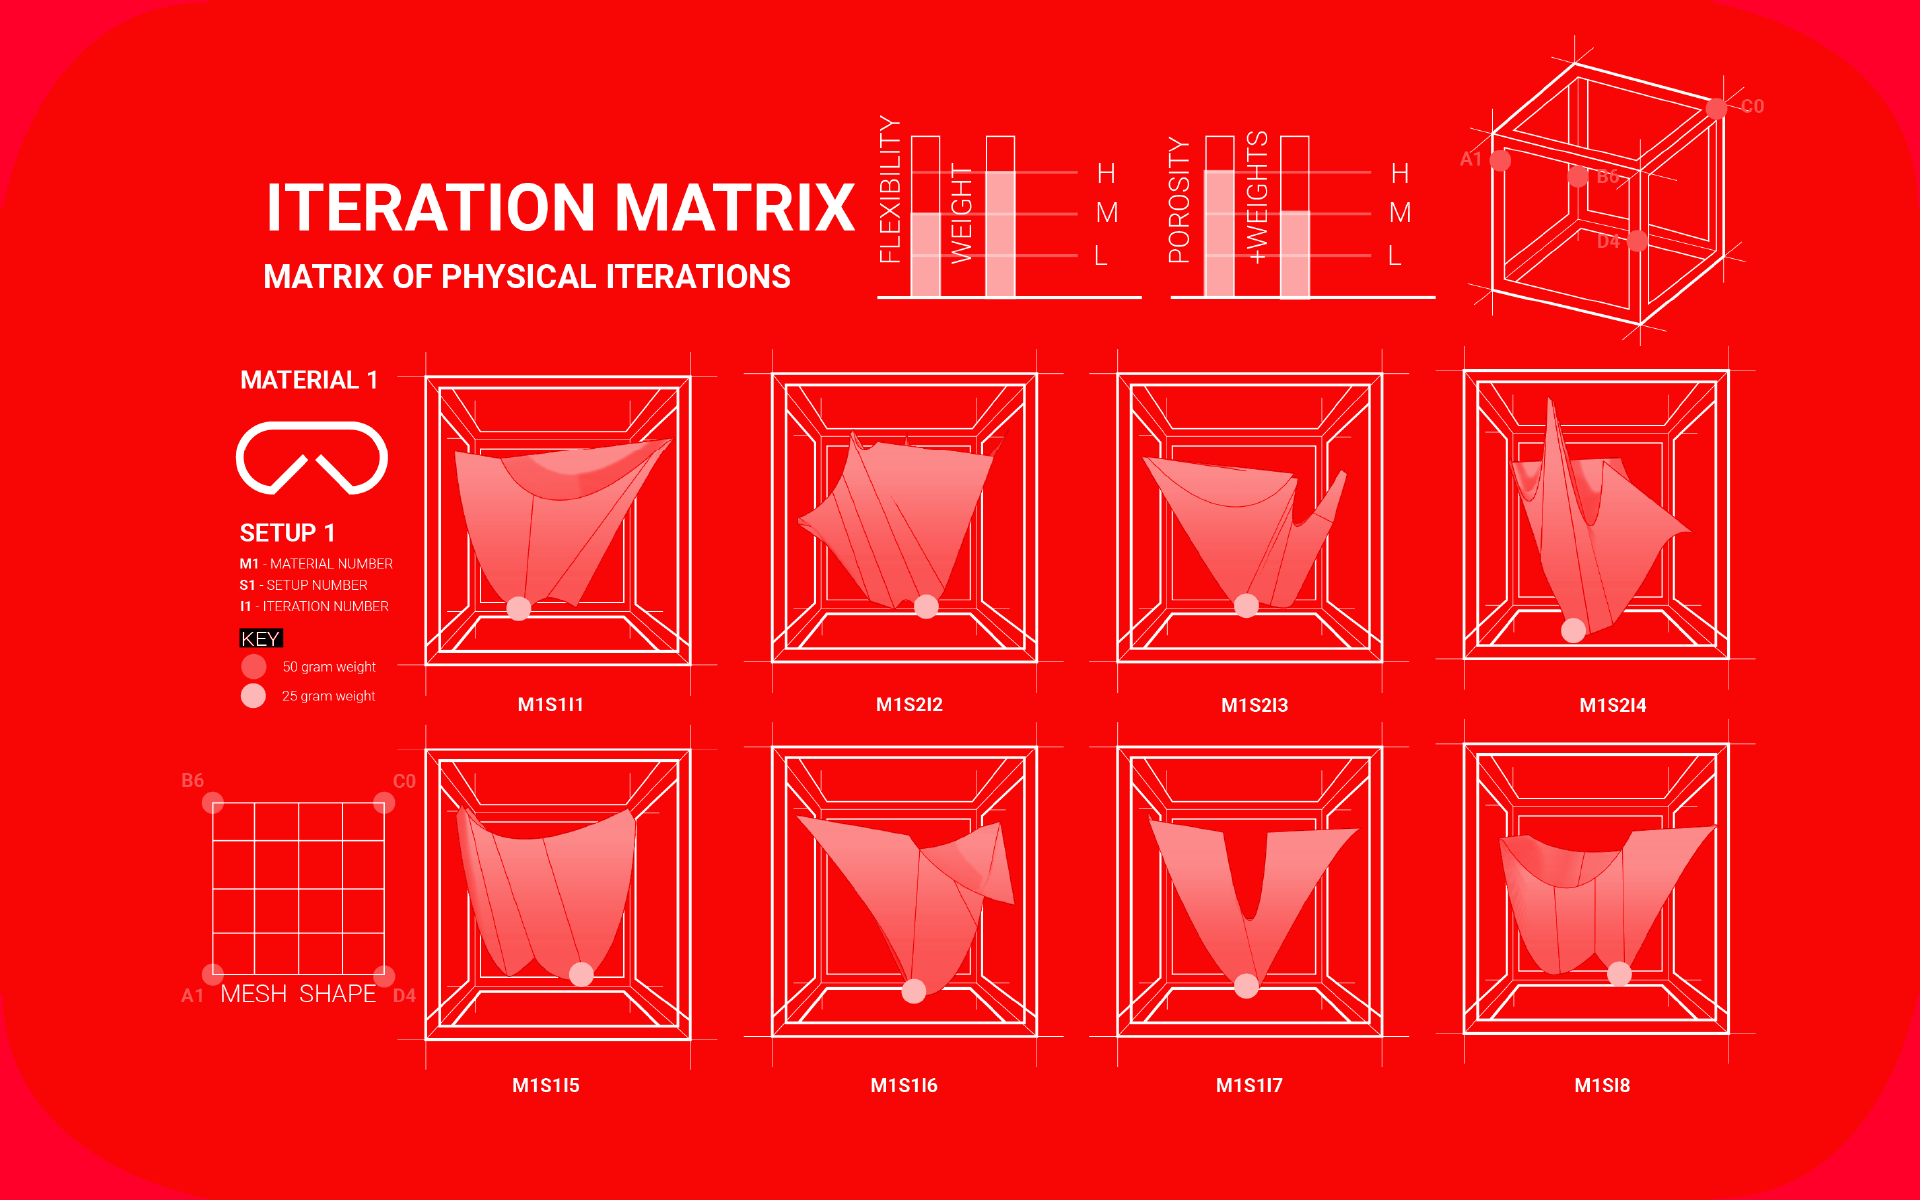 ITERATION MATRIX
MATRIX OF PHYSICAL ITERATIONS
FLEXIBILITY
WEIGHT
H
M
L
POROSITY
+WEIGHTS
H
M
L
C0
A1
B6
D4
MATERIAL 1
SETUP 1
M1 - MATERIAL NUMBER
S1 - SETUP NUMBER
I1 - ITERATION NUMBER
KEY
50 gram weight
25 gram weight
M1S1I1
M1S2I2
M1S2I3
M1S2I4
B6
C0
A1
MESH SHAPE
D4
M1S1I5
M1S1I6
M1S1I7
M1SI8